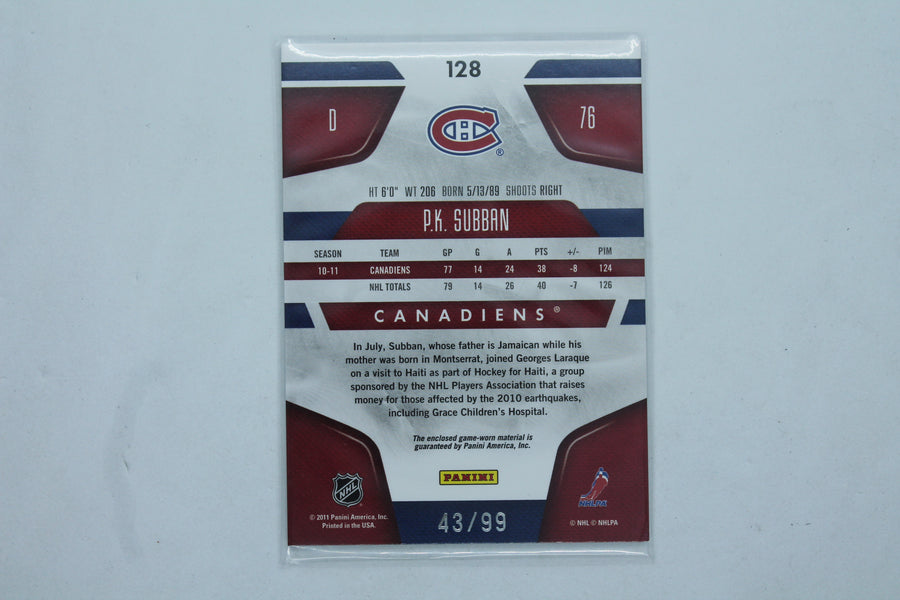 128
D
76
®
HT 6'0" WT 206 BORN 5/13/89 SHOOTS RIGHT
P.K. SUBBAN
SEASON TEAM GP G A PTS +/- PIM
10-11 CANADIENS 77 14 24 38 -8 124
NHL TOTALS 79 14 26 40 -7 126
CANADIENS®
In July, Subban, whose father is Jamaican while his
mother was born in Montserrat, joined Georges Laraque
on a visit to Haiti as part of Hockey for Haiti, a group
sponsored by the NHL Players Association that raises
money for those affected by the 2010 earthquakes,
including Grace Children's Hospital.
The enclosed game-worn material is
guaranteed by Panini America, Inc.
PANINI
NHL
NHLPA
© 2011 Panini America, Inc.
Printed in the USA.
43/99
© NHL © NHLPA